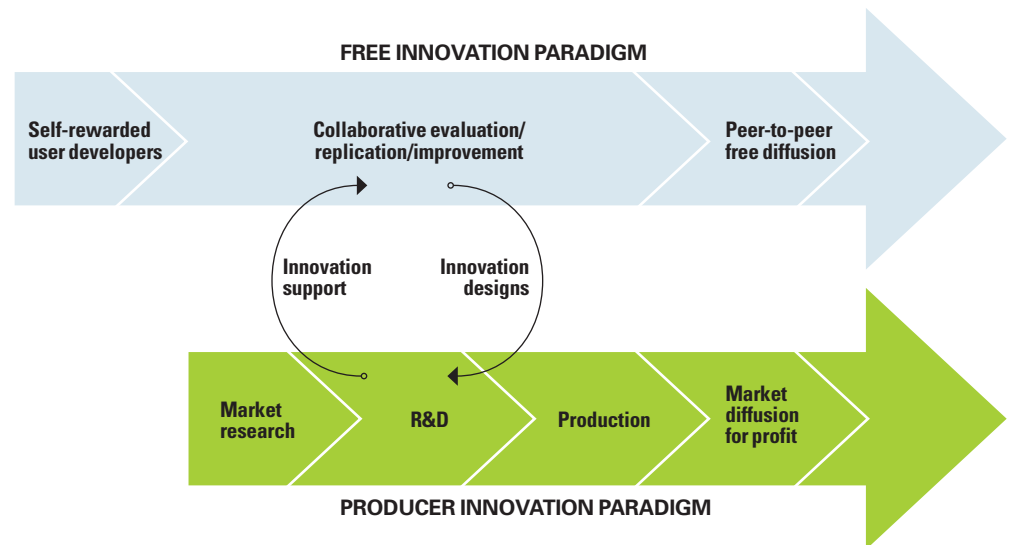 FREE INNOVATION PARADIGM
Self-rewarded
user developers
Collaborative evaluation/
replication/improvement
Peer-to-peer
free diffusion
Innovation
support
Innovation
designs
Market
research
R&D
Production
Market
diffusion
for profit
PRODUCER INNOVATION PARADIGM